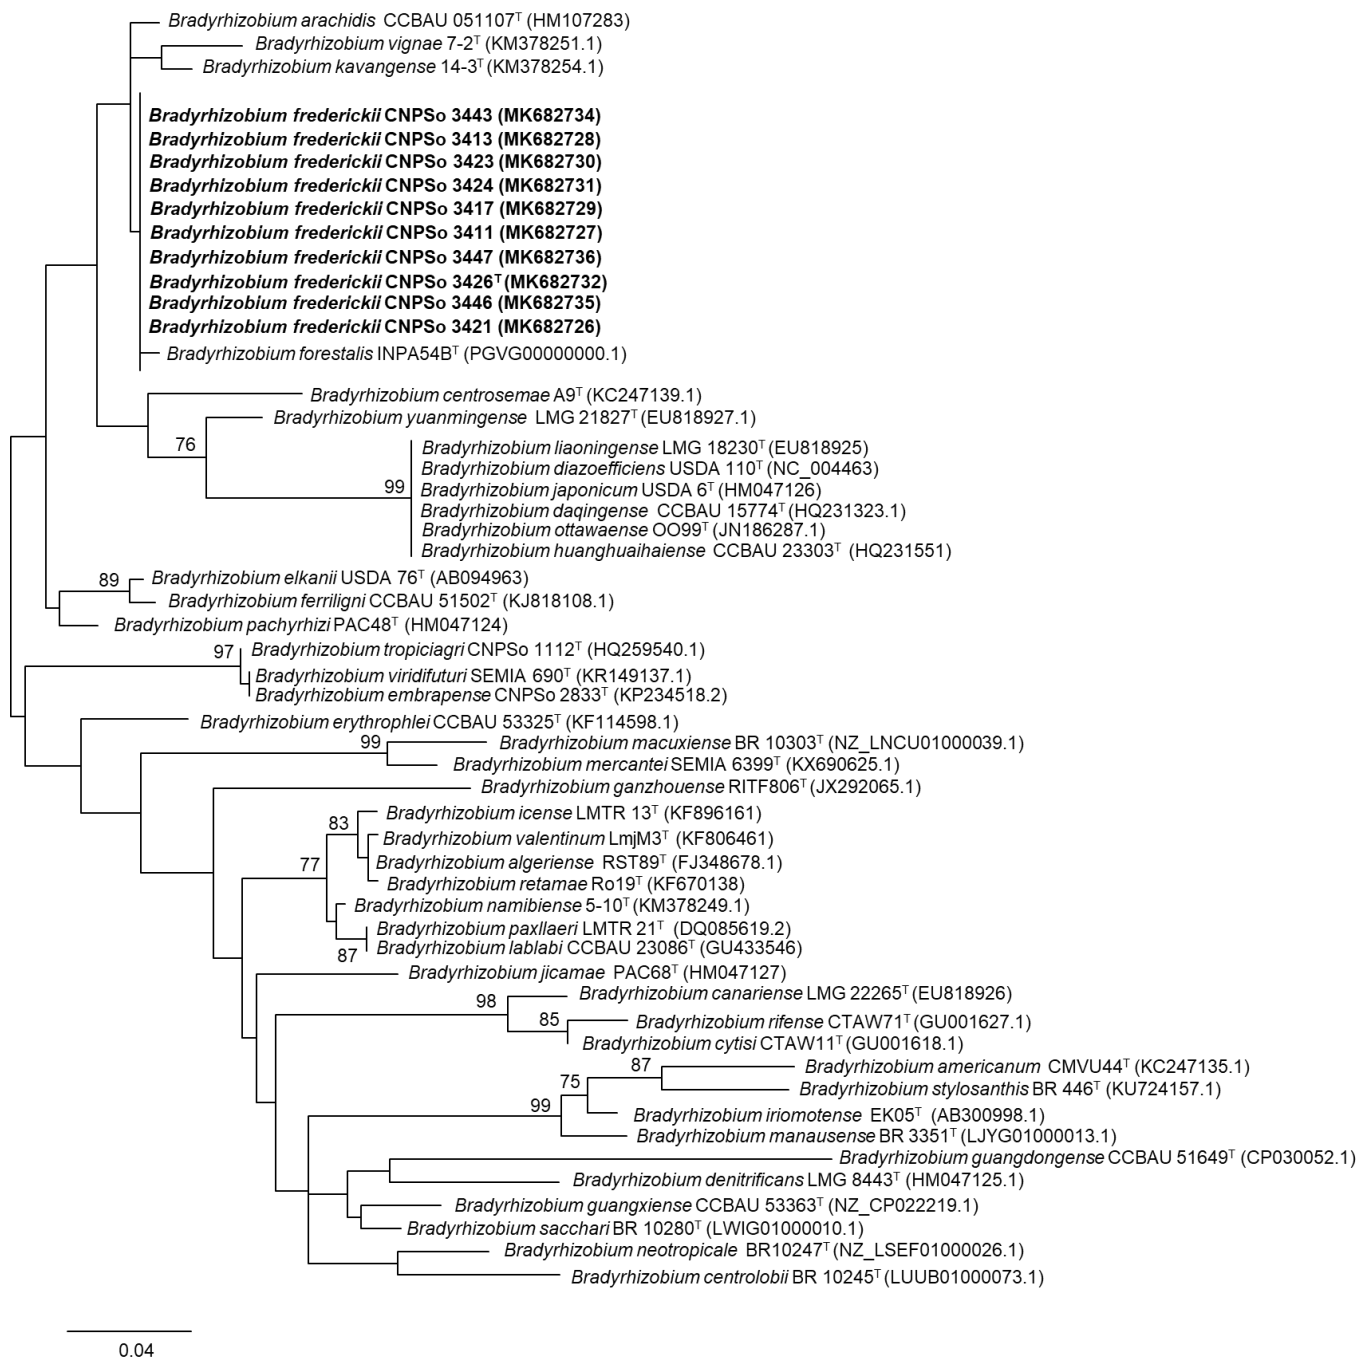 Bradyrhizobium arachidis CCBAU 051107ᵀ (HM107283)
Bradyrhizobium vignae 7-2ᵀ (KM378251.1)
Bradyrhizobium kavangense 14-3ᵀ (KM378254.1)
Bradyrhizobium frederickii CNPSo 3443 (MK682734)
Bradyrhizobium frederickii CNPSo 3413 (MK682728)
Bradyrhizobium frederickii CNPSo 3423 (MK682730)
Bradyrhizobium frederickii CNPSo 3424 (MK682731)
Bradyrhizobium frederickii CNPSo 3417 (MK682729)
Bradyrhizobium frederickii CNPSo 3411 (MK682727)
Bradyrhizobium frederickii CNPSo 3447 (MK682736)
Bradyrhizobium frederickii CNPSo 3426ᵀ (MK682732)
Bradyrhizobium frederickii CNPSo 3446 (MK682735)
Bradyrhizobium frederickii CNPSo 3421 (MK682726)
Bradyrhizobium forestalis INPA54Bᵀ (PGVG00000000.1)
Bradyrhizobium centrosemae A9ᵀ (KC247139.1)
Bradyrhizobium yuanmingense LMG 21827ᵀ (EU818927.1)
76
Bradyrhizobium liaoningense LMG 18230ᵀ (EU818925)
Bradyrhizobium diazoefficiens USDA 110ᵀ (NC_004463)
99
Bradyrhizobium japonicum USDA 6ᵀ (HM047126)
Bradyrhizobium daqingense CCBAU 15774ᵀ (HQ231323.1)
Bradyrhizobium ottawaense OO99ᵀ (JN186287.1)
Bradyrhizobium huanghuaihaiense CCBAU 23303ᵀ (HQ231551)
89
Bradyrhizobium elkanii USDA 76ᵀ (AB094963)
Bradyrhizobium ferriligni CCBAU 51502ᵀ (KJ818108.1)
Bradyrhizobium pachyrhizi PAC48ᵀ (HM047124)
97
Bradyrhizobium tropiciagri CNPSo 1112ᵀ (HQ259540.1)
Bradyrhizobium viridifuturi SEMIA 690ᵀ (KR149137.1)
Bradyrhizobium embrapense CNPSo 2833ᵀ (KP234518.2)
Bradyrhizobium erythrophlei CCBAU 53325ᵀ (KF114598.1)
99
Bradyrhizobium macuxiense BR 10303ᵀ (NZ_LNCU01000039.1)
Bradyrhizobium mercantei SEMIA 6399ᵀ (KX690625.1)
Bradyrhizobium ganzhouense RITF806ᵀ (JX292065.1)
Bradyrhizobium icense LMTR 13ᵀ (KF896161)
83
Bradyrhizobium valentinum LmjM3ᵀ (KF806461)
77
Bradyrhizobium algeriense RST89ᵀ (FJ348678.1)
Bradyrhizobium retamae Ro19ᵀ (KF670138)
Bradyrhizobium namibiense 5-10ᵀ (KM378249.1)
Bradyrhizobium paxllaeri LMTR 21ᵀ (DQ085619.2)
Bradyrhizobium lablabi CCBAU 23086ᵀ (GU433546)
87
Bradyrhizobium jicamae PAC68ᵀ (HM047127)
98
Bradyrhizobium canariense LMG 22265ᵀ (EU818926)
85
Bradyrhizobium rifense CTAW71ᵀ (GU001627.1)
Bradyrhizobium cytisi CTAW11ᵀ (GU001618.1)
87
Bradyrhizobium americanum CMVU44ᵀ (KC247135.1)
75
Bradyrhizobium stylosanthis BR 446ᵀ (KU724157.1)
99
Bradyrhizobium iriomotense EK05ᵀ (AB300998.1)
Bradyrhizobium manausense BR 3351ᵀ (LJYG01000013.1)
Bradyrhizobium guangdongense CCBAU 51649ᵀ (CP030052.1)
Bradyrhizobium denitrificans LMG 8443ᵀ (HM047125.1)
Bradyrhizobium guangxiense CCBAU 53363ᵀ (NZ_CP022219.1)
Bradyrhizobium sacchari BR 10280ᵀ (LWIG01000010.1)
Bradyrhizobium neotropicale BR10247ᵀ (NZ_LSEF01000026.1)
Bradyrhizobium centrolobii BR 10245ᵀ (LUUB01000073.1)
0.04